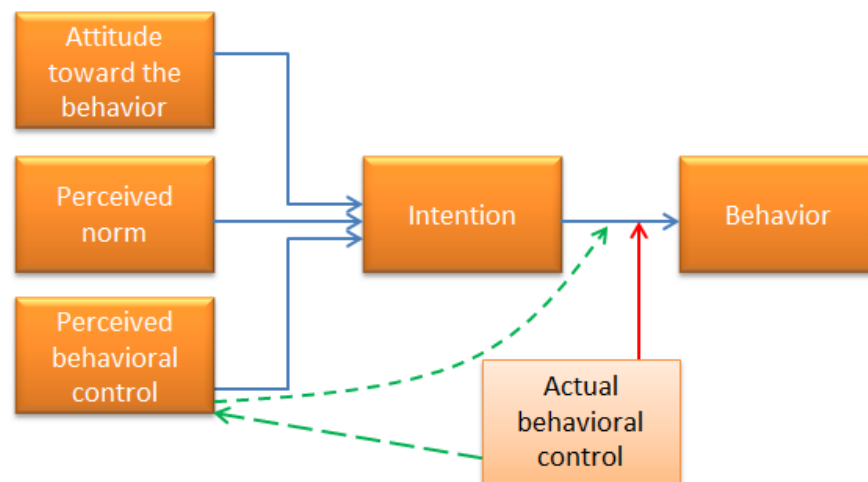 Attitude
toward the
behavior
Perceived
norm
Intention
Behavior
Perceived
behavioral
control
Actual
behavioral
control